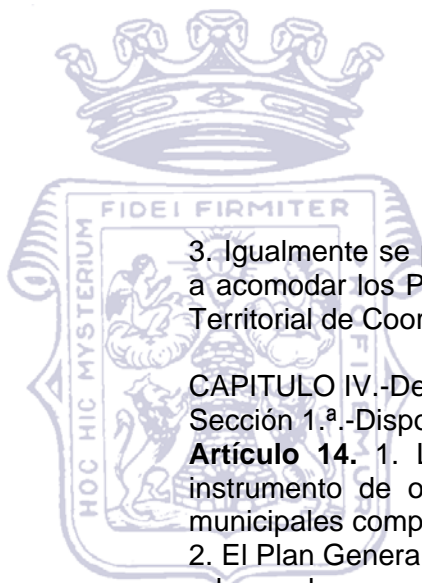 FIDEI FIRMITER
HOC HIC MYSTERIUM
3. Igualmente se
a acomodar los P
Territorial de Coor
CAPITULO IV.-De
Sección 1.ª.-Dispo
Artículo 14. 1. L
instrumento de o
municipales comp
2. El Plan Genera